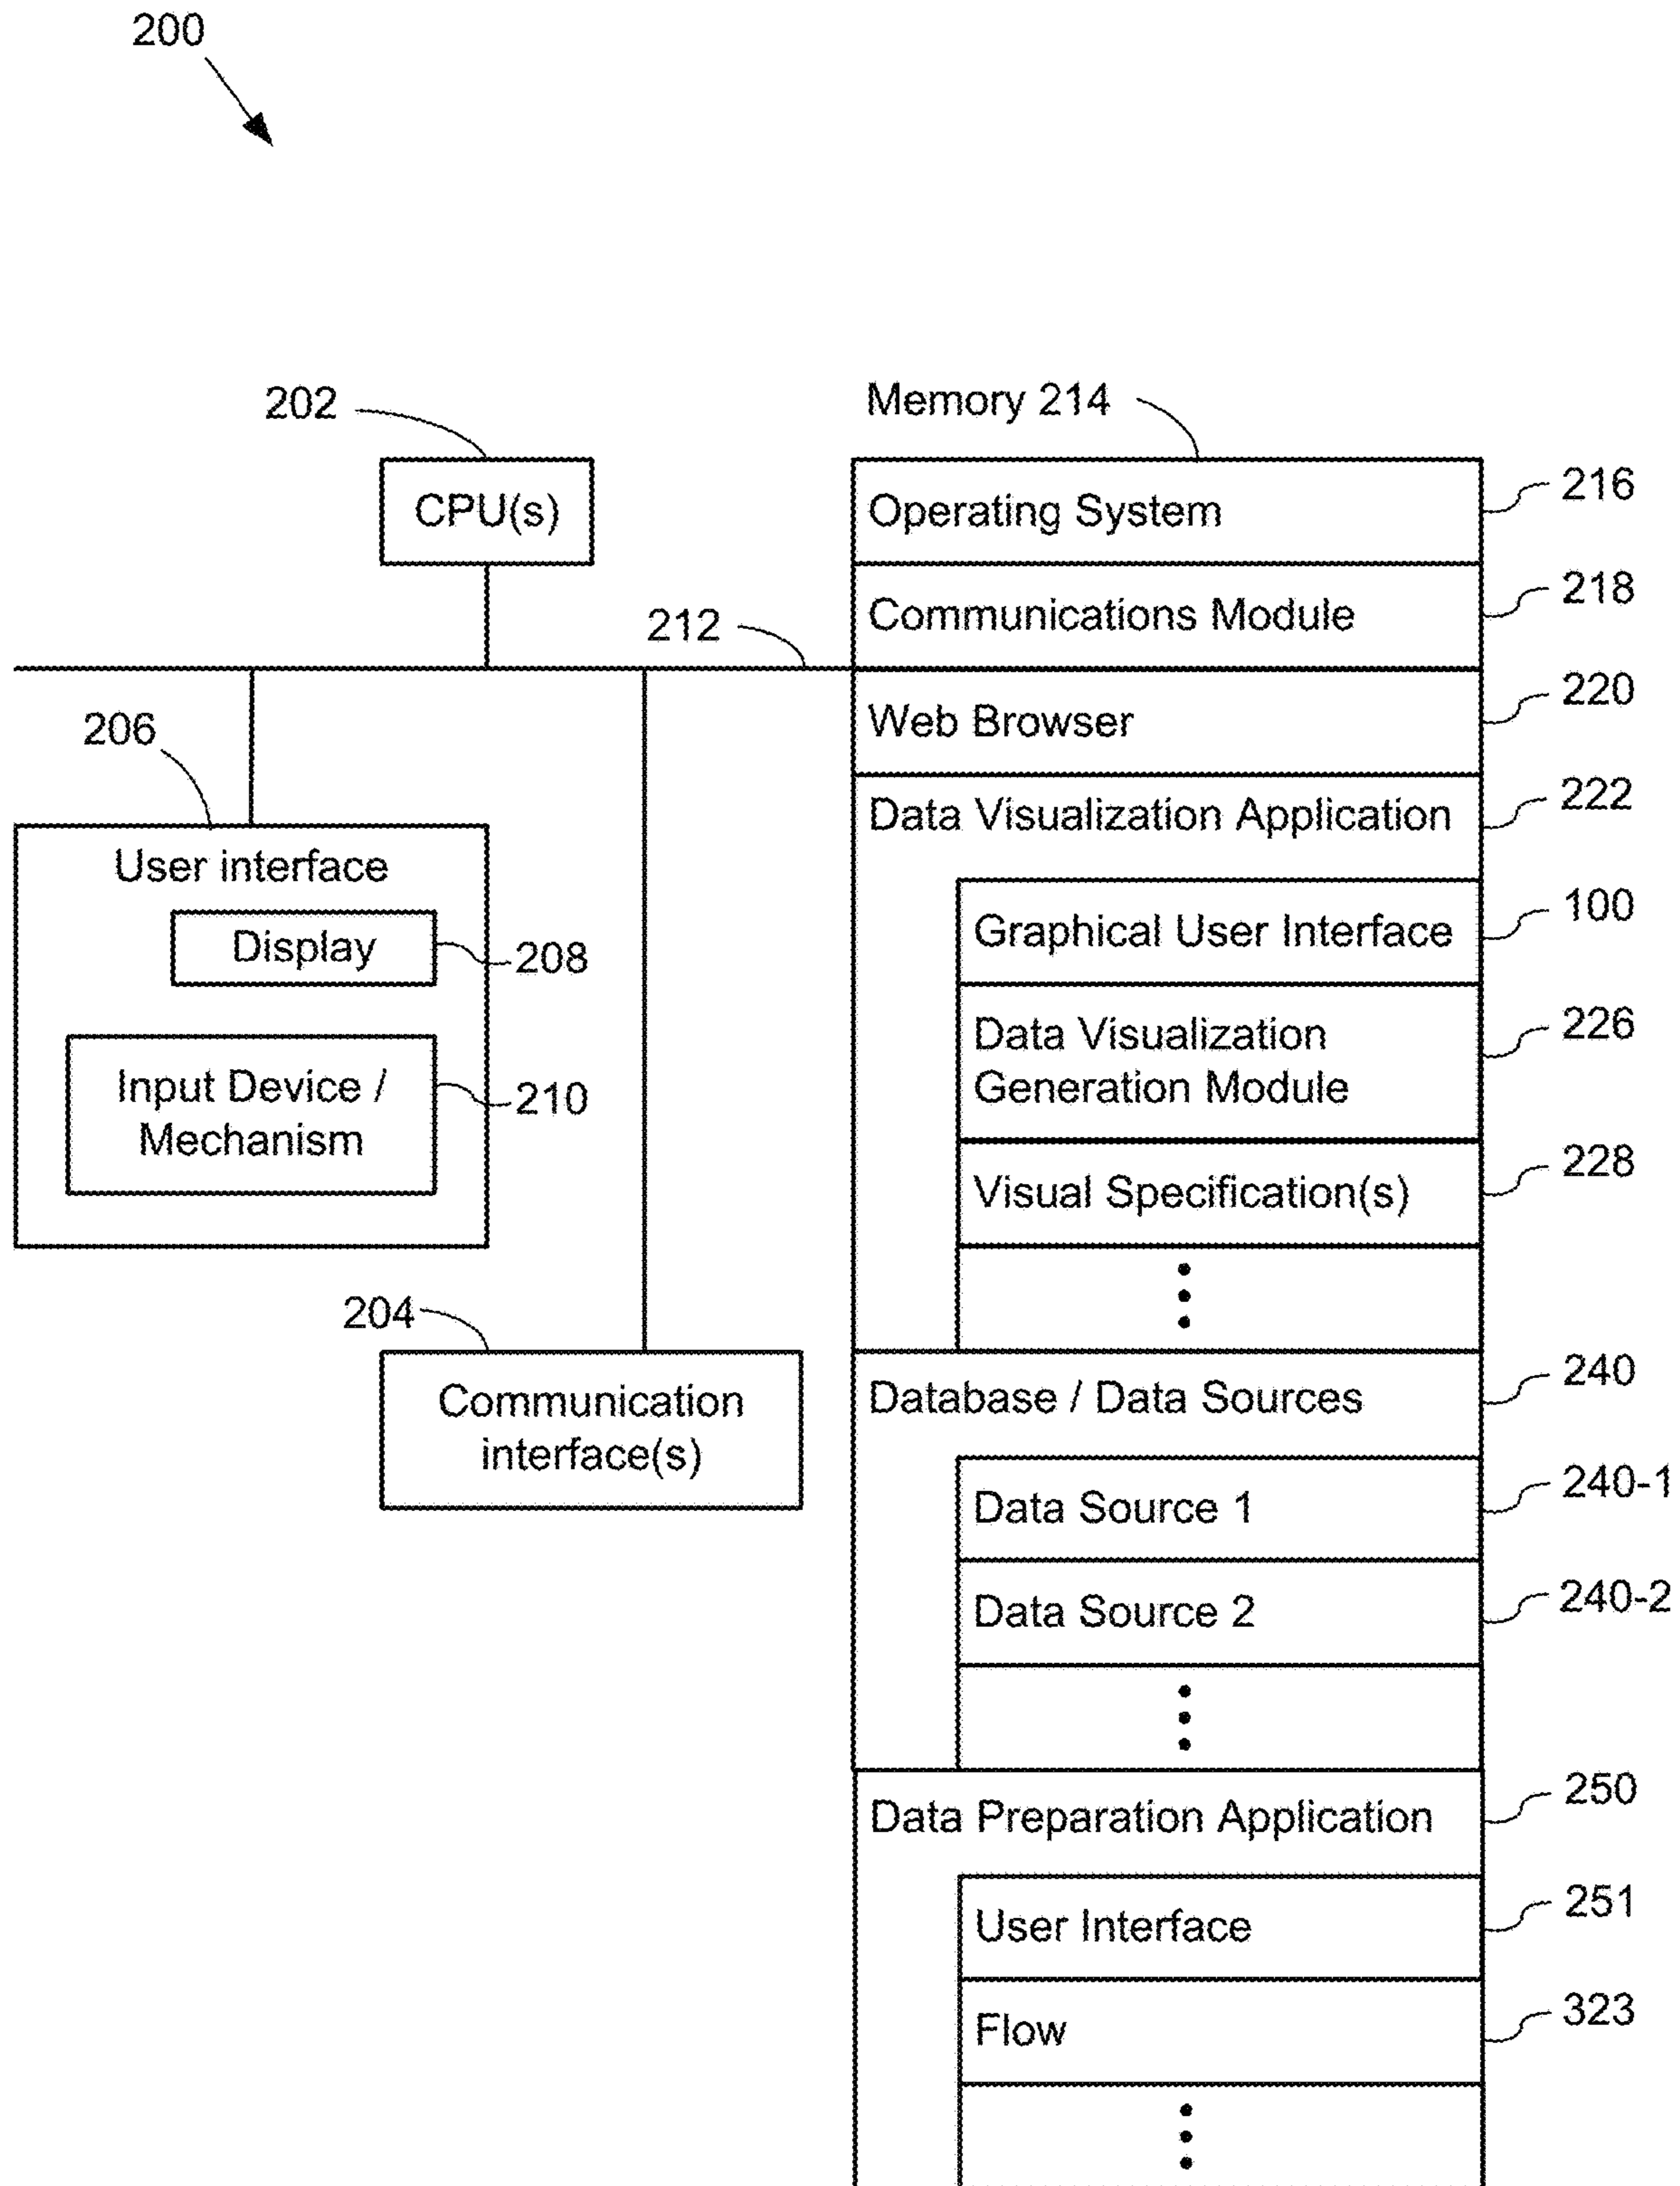 200
202
CPU(s)
212
206
User interface
Display
208
Input Device /
Mechanism
210
204
Communication
interface(s)
Memory 214
Operating System
216
Communications Module
218
Web Browser
220
Data Visualization Application
222
Graphical User Interface
100
Data Visualization
Generation Module
226
Visual Specification(s)
228
Database / Data Sources
240
Data Source 1
240-1
Data Source 2
240-2
Data Preparation Application
250
User Interface
251
Flow
323